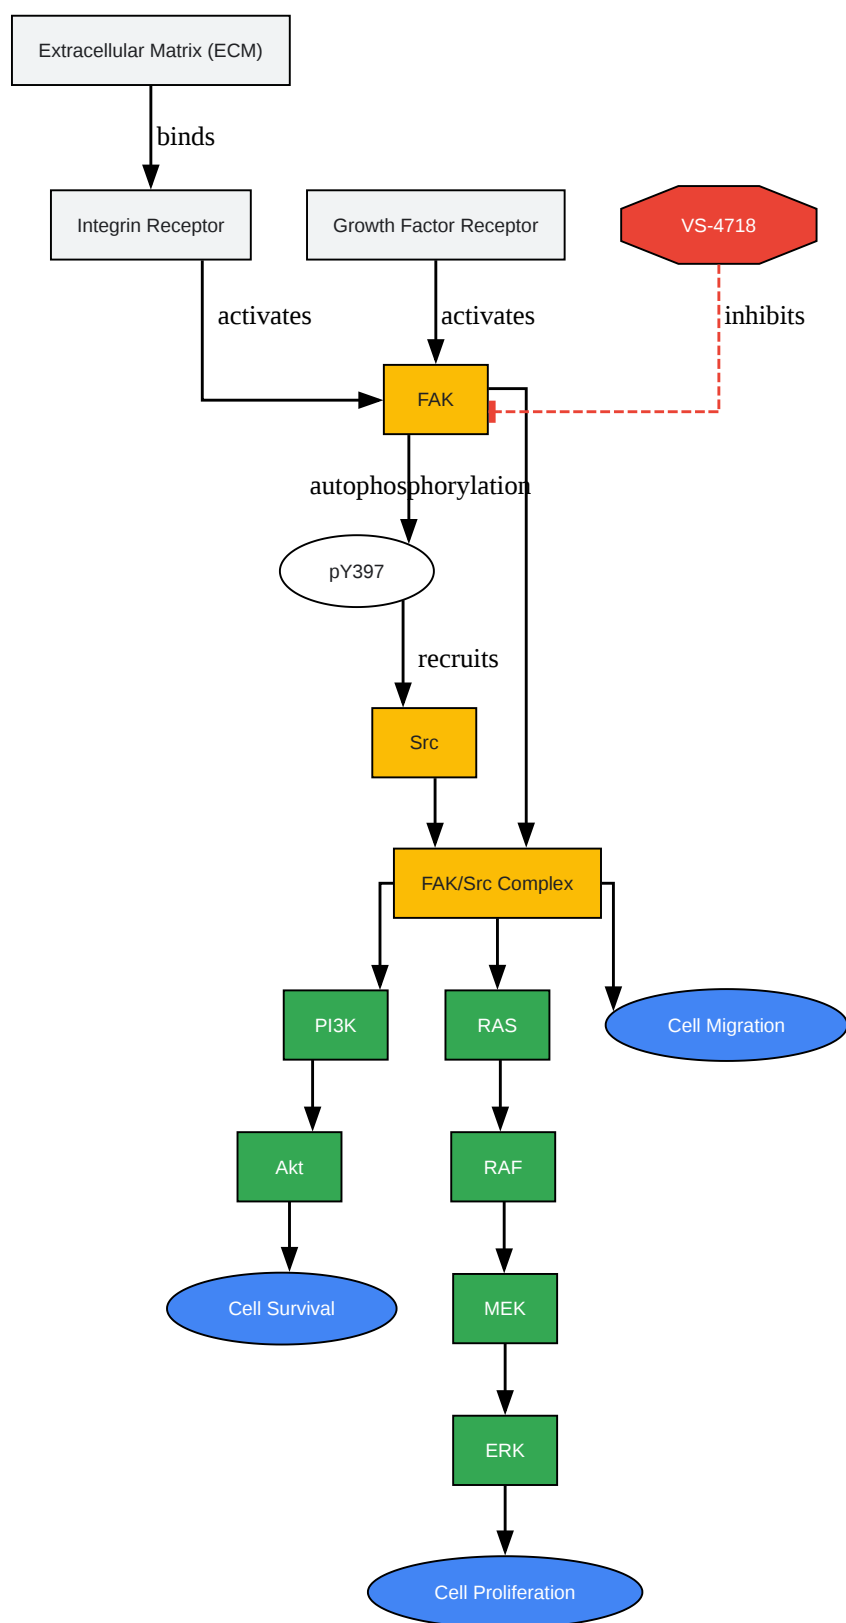 Extracellular Matrix (ECM)
binds
Integrin Receptor
Growth Factor Receptor
VS-4718
activates
activates
inhibits
FAK
autophosphorylation
pY397
recruits
Src
FAK/Src Complex
PI3K
RAS
Cell Migration
Akt
RAF
Cell Survival
MEK
ERK
Cell Proliferation